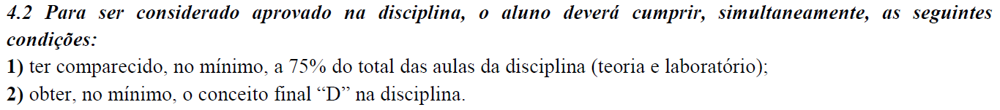 4.2 Para ser considerado aprovado na disciplina, o aluno deverá cumprir, simultaneamente, as seguintes
condições:
1) ter comparecido, no mínimo, a 75% do total das aulas da disciplina (teoria e laboratório);
2) obter, no mínimo, o conceito final “D” na disciplina.